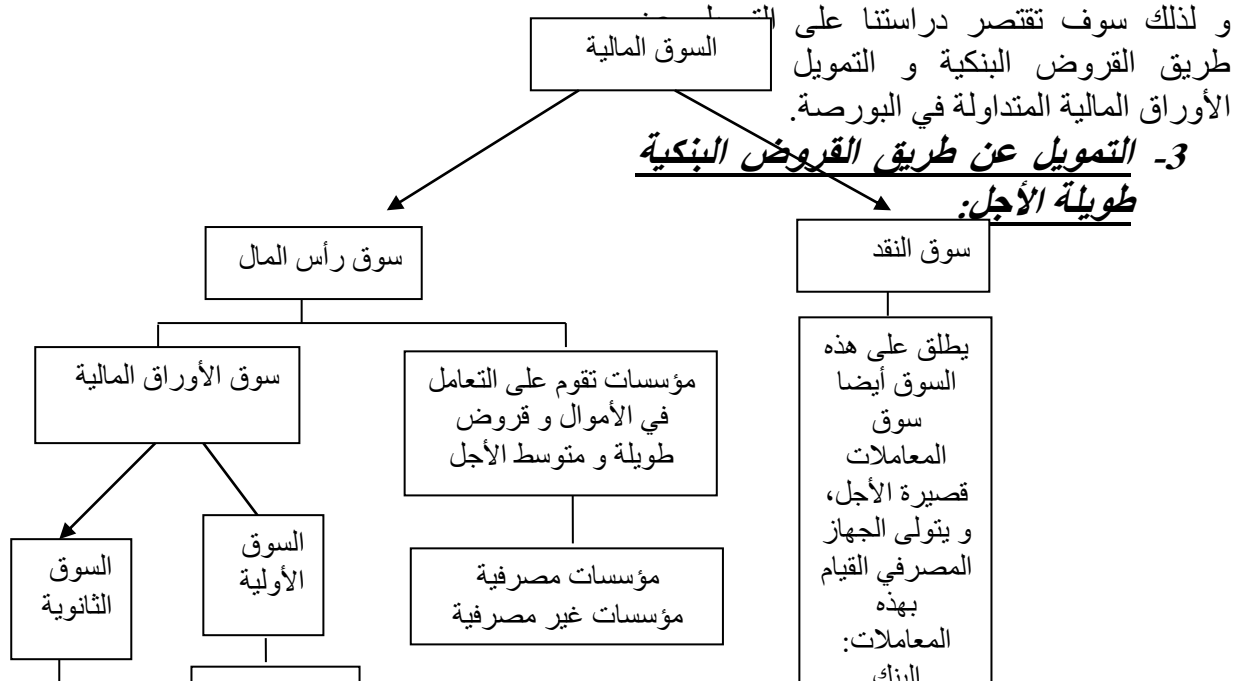 و لذلك سوف تقتصر دراستنا على
طريق القروض البنكية و التمويل
الأوراق المالية المتداولة في البورصة.
3- التمويل عن طريق القروض البنكية
طويلة الأجل:
السوق المالية
سوق النقد
سوق رأس المال
يطلق على هذه
السوق أيضا
سوق
المعاملات
قصيرة الأجل،
و يتولى الجهاز
المصرفي القيام
بهذه
المعاملات:
مؤسسات تقوم على التعامل
في الأموال و قروض
طويلة و متوسط الأجل
سوق الأوراق المالية
مؤسسات مصرفية
مؤسسات غير مصرفية
السوق
الأولية
السوق
الثانوية